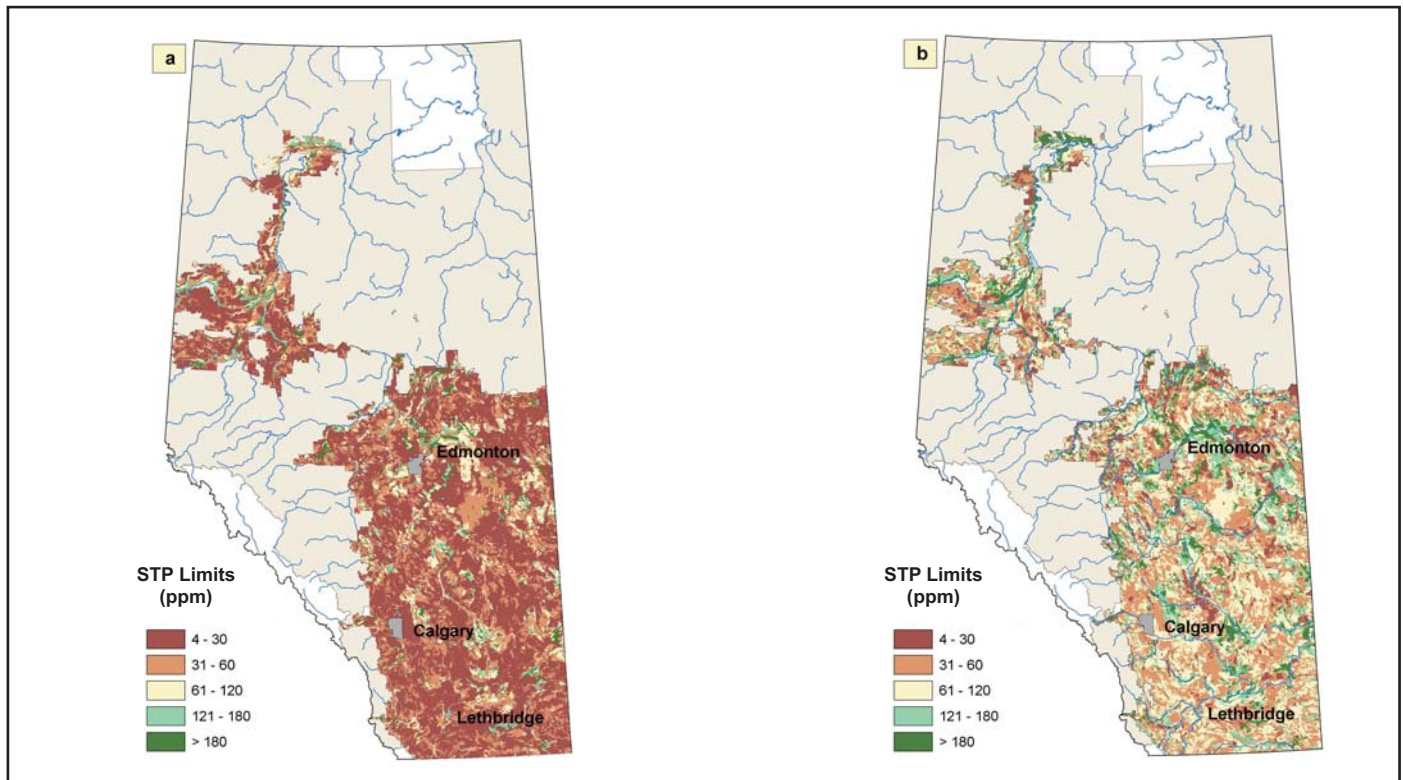 a
Edmonton
STP Limits
(ppm)
4 - 30
31 - 60
61 - 120
121 - 180
> 180
Calgary
Lethbridge
b
Edmonton
STP Limits
(ppm)
4 - 30
31 - 60
61 - 120
121 - 180
> 180
Calgary
Lethbridge